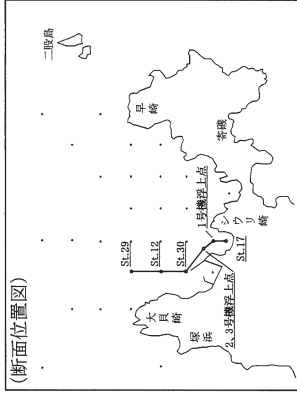 (断面位置図)
二股島
早崎
寄磯
St.29
St.12
St.30
1号機浮上点
大貝崎
塚浜
シウリ崎
St.17
2、3号機浮上点